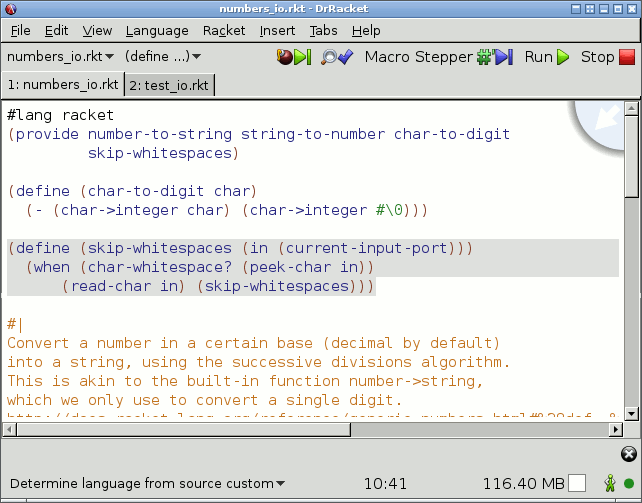 numbers_io.rkt - DrRacket
File Edit View Language Racket Insert Tabs Help
numbers_io.rkt (define ...) Macro Stepper Run Stop
1: numbers_io.rkt 2: test_io.rkt
#lang racket
(provide number-to-string string-to-number char-to-digit
skip-whitespaces)
(define (char-to-digit char)
(- (char->integer char) (char->integer #\0)))
(define (skip-whitespaces (in (current-input-port)))
(when (char-whitespace? (peek-char in))
(read-char in) (skip-whitespaces)))
#|
Convert a number in a certain base (decimal by default)
into a string, using the successive divisions algorithm.
This is akin to the built-in function number->string,
which we only use to convert a single digit.
Determine language from source custom 10:41 116.40 MB